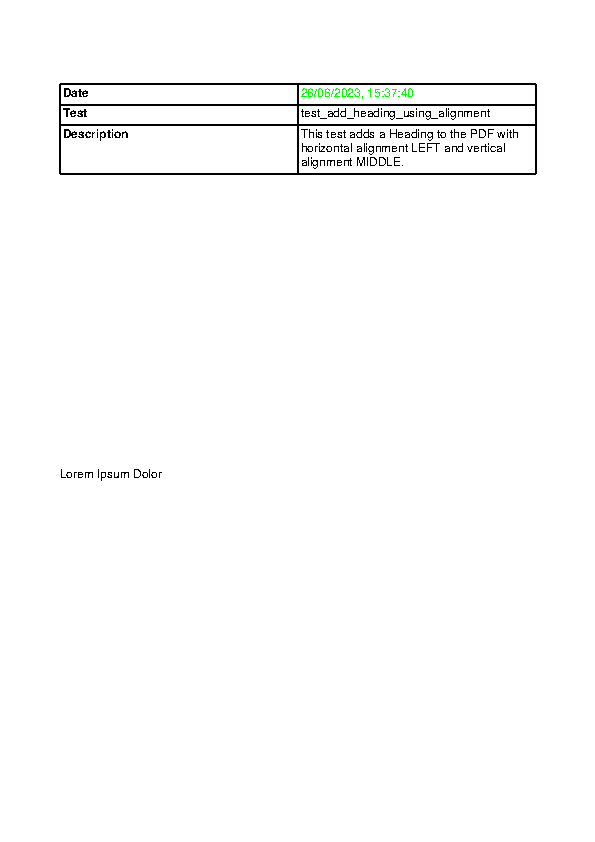 Date 26/06/2023, 15:37:40
Test test_add_heading_using_alignment
Description This test adds a Heading to the PDF with
horizontal alignment LEFT and vertical
alignment MIDDLE.
Lorem Ipsum Dolor